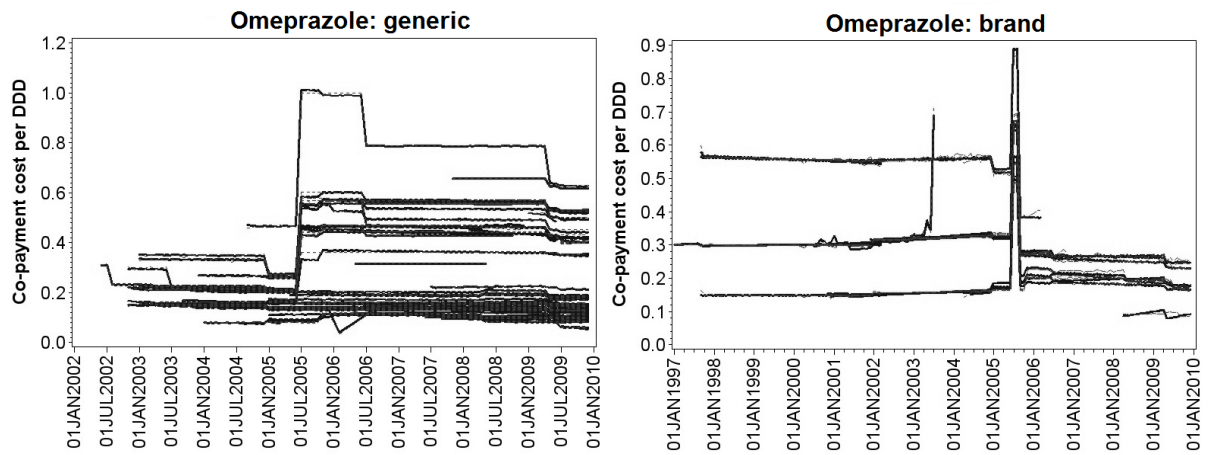 Omeprazole: generic
Co-payment cost per DDD
1.2
1.0
0.8
0.6
0.4
0.2
0.0
01JAN2002
01JUL2002
01JAN2003
01JUL2003
01JAN2004
01JUL2004
01JAN2005
01JUL2005
01JAN2006
01JUL2006
01JAN2007
01JUL2007
01JAN2008
01JUL2008
01JAN2009
01JUL2009
01JAN2010
Omeprazole: brand
Co-payment cost per DDD
0.9
0.8
0.7
0.6
0.5
0.4
0.3
0.2
0.1
0.0
01JAN1997
01JAN1998
01JAN1999
01JAN2000
01JAN2001
01JAN2002
01JAN2003
01JAN2004
01JAN2005
01JAN2006
01JAN2007
01JAN2008
01JAN2009
01JAN2010